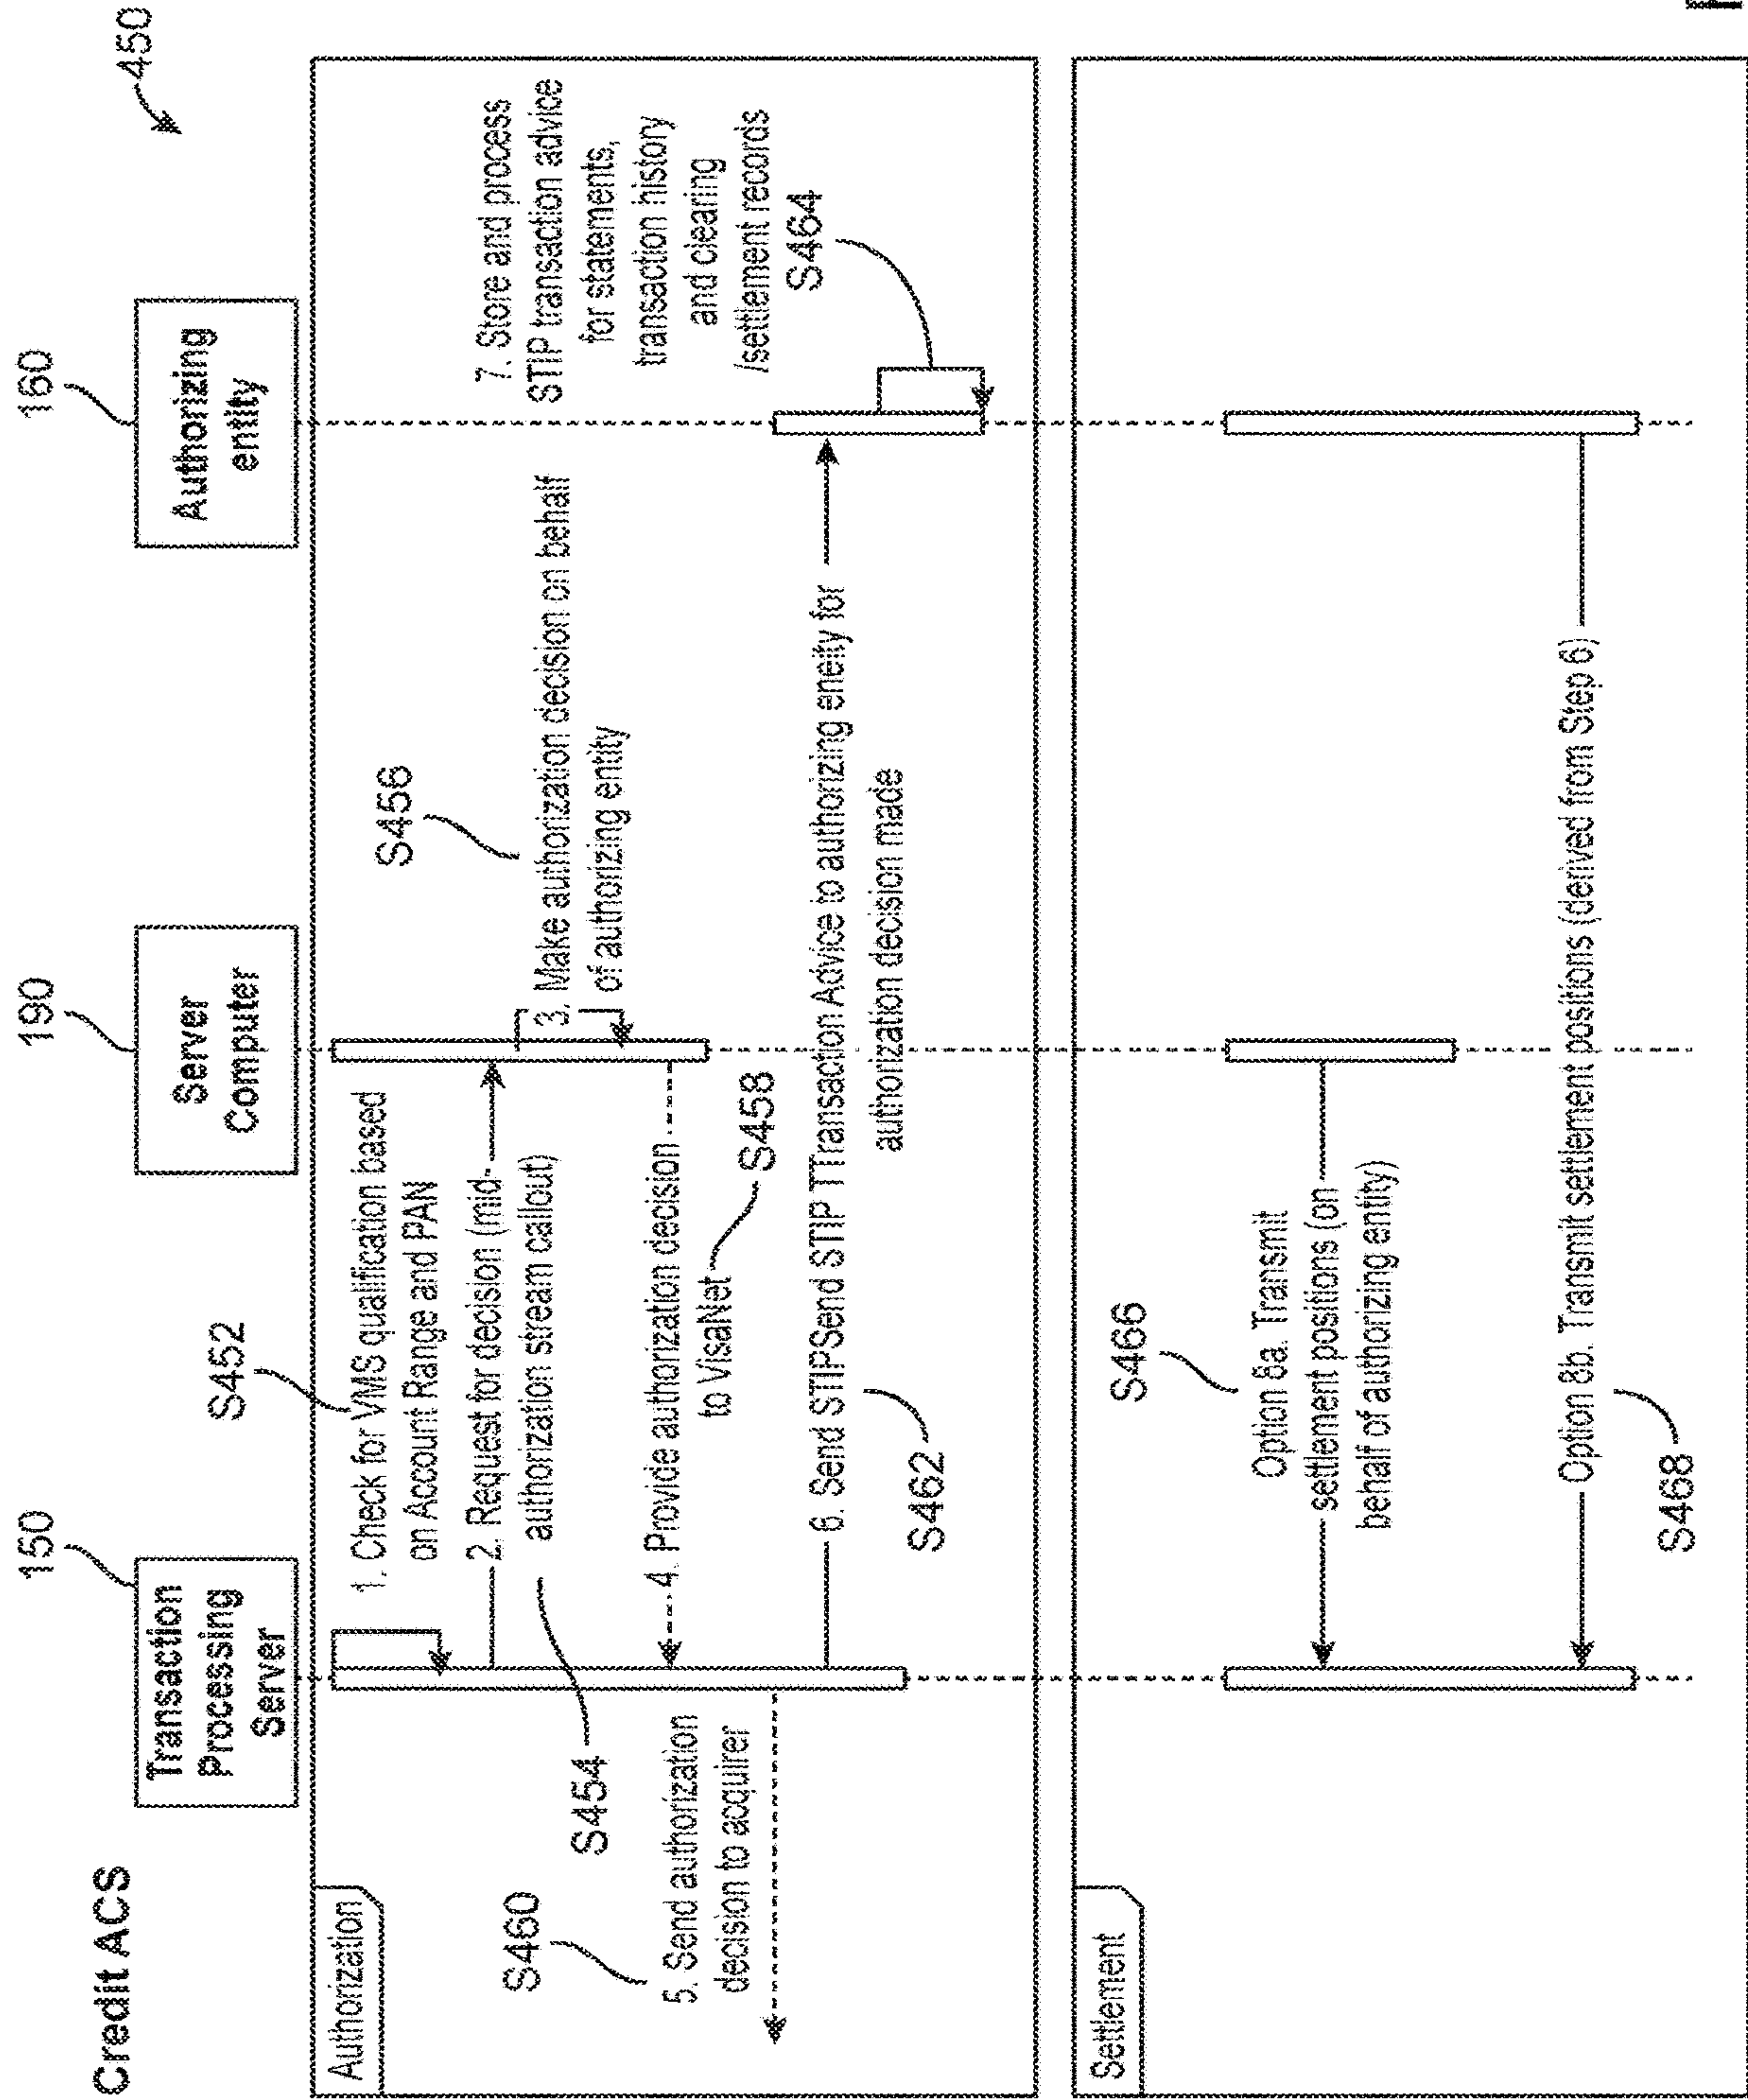 Credit ACS
450
150
Transaction
Processing
Server
190
Server
Computer
160
Authorizing
entity
Authorization
S452
1. Check for VMS qualification based
on Account Range and PAN
2. Request for decision (mid-
authorization stream callout)
S454
S456
3. Make authorization decision on behalf
of authorizing entity
4. Provide authorization decision
to VisaNet
S458
S460
5. Send authorization
decision to acquirer
6. Send STIPSend STIP TTransaction Advice to authorizing eneity for
authorization decision made
S462
7. Store and process
STIP transaction advice
for statements,
transaction history
and clearing
/settlement records
S464
Settlement
S466
Option 8a. Transmit
settlement positions (on
behalf of authorizing entity)
Option 8b. Transmit settlement positions (derived from Step 6)
S468